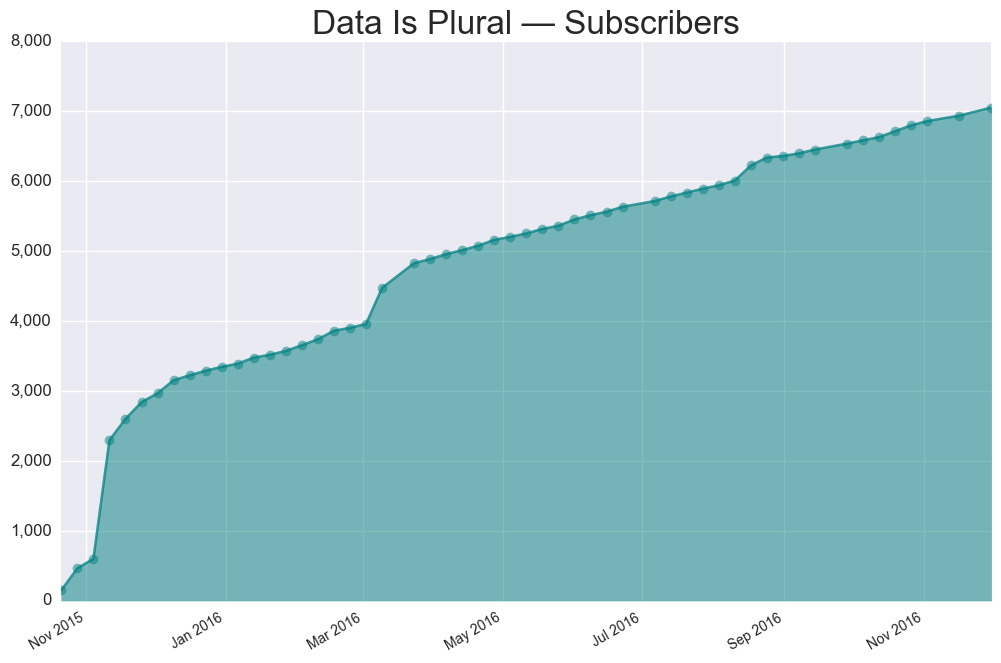 Data Is Plural — Subscribers
8,000
7,000
6,000
5,000
4,000
3,000
2,000
1,000
0
Nov 2015
Jan 2016
Mar 2016
May 2016
Jul 2016
Sep 2016
Nov 2016